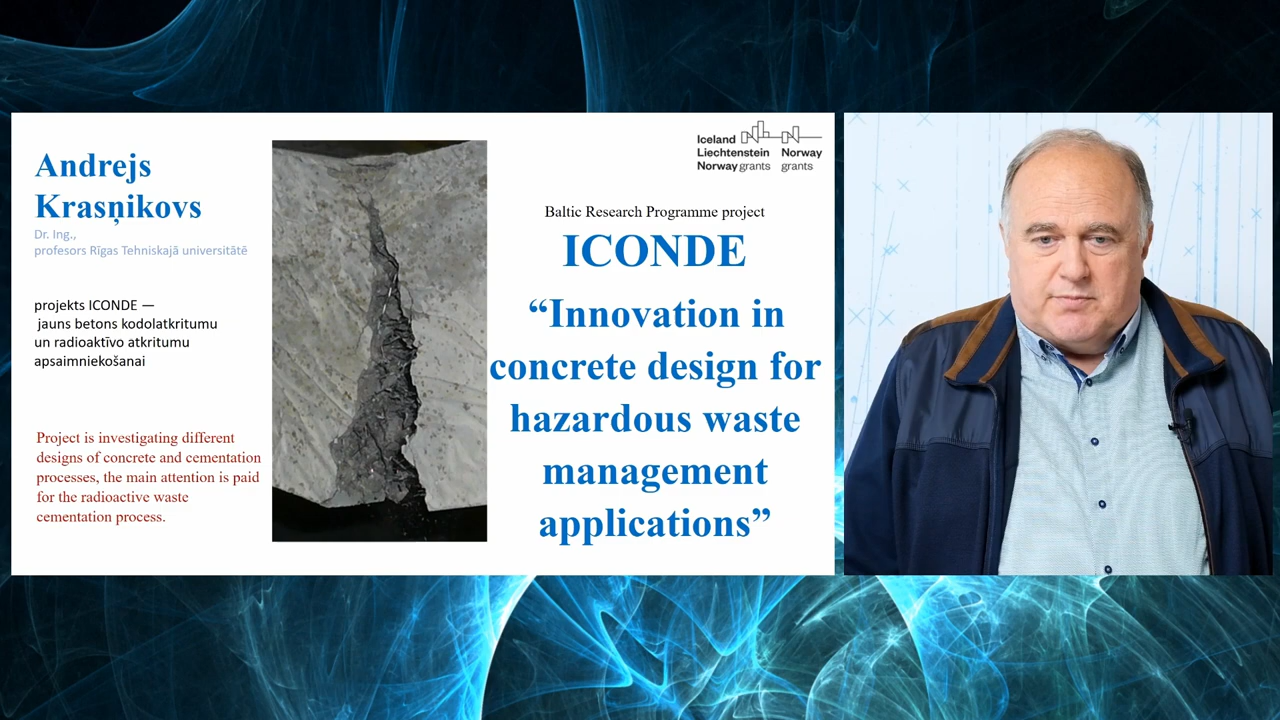 Andrejs
Krasņikovs
Dr. Ing.,
profesors Rīgas Tehniskajā universitātē
projekts ICONDE —
jauns betons kodolatkritumu
un radioaktīvo atkritumu
apsaimniekošanai
Project is investigating different
designs of concrete and cementation
processes, the main attention is paid
for the radioactive waste
cementation process.
Iceland
Liechtenstein
Norway grants
Norway
grants
Baltic Research Programme project
ICONDE
“Innovation in
concrete design for
hazardous waste
management
applications”